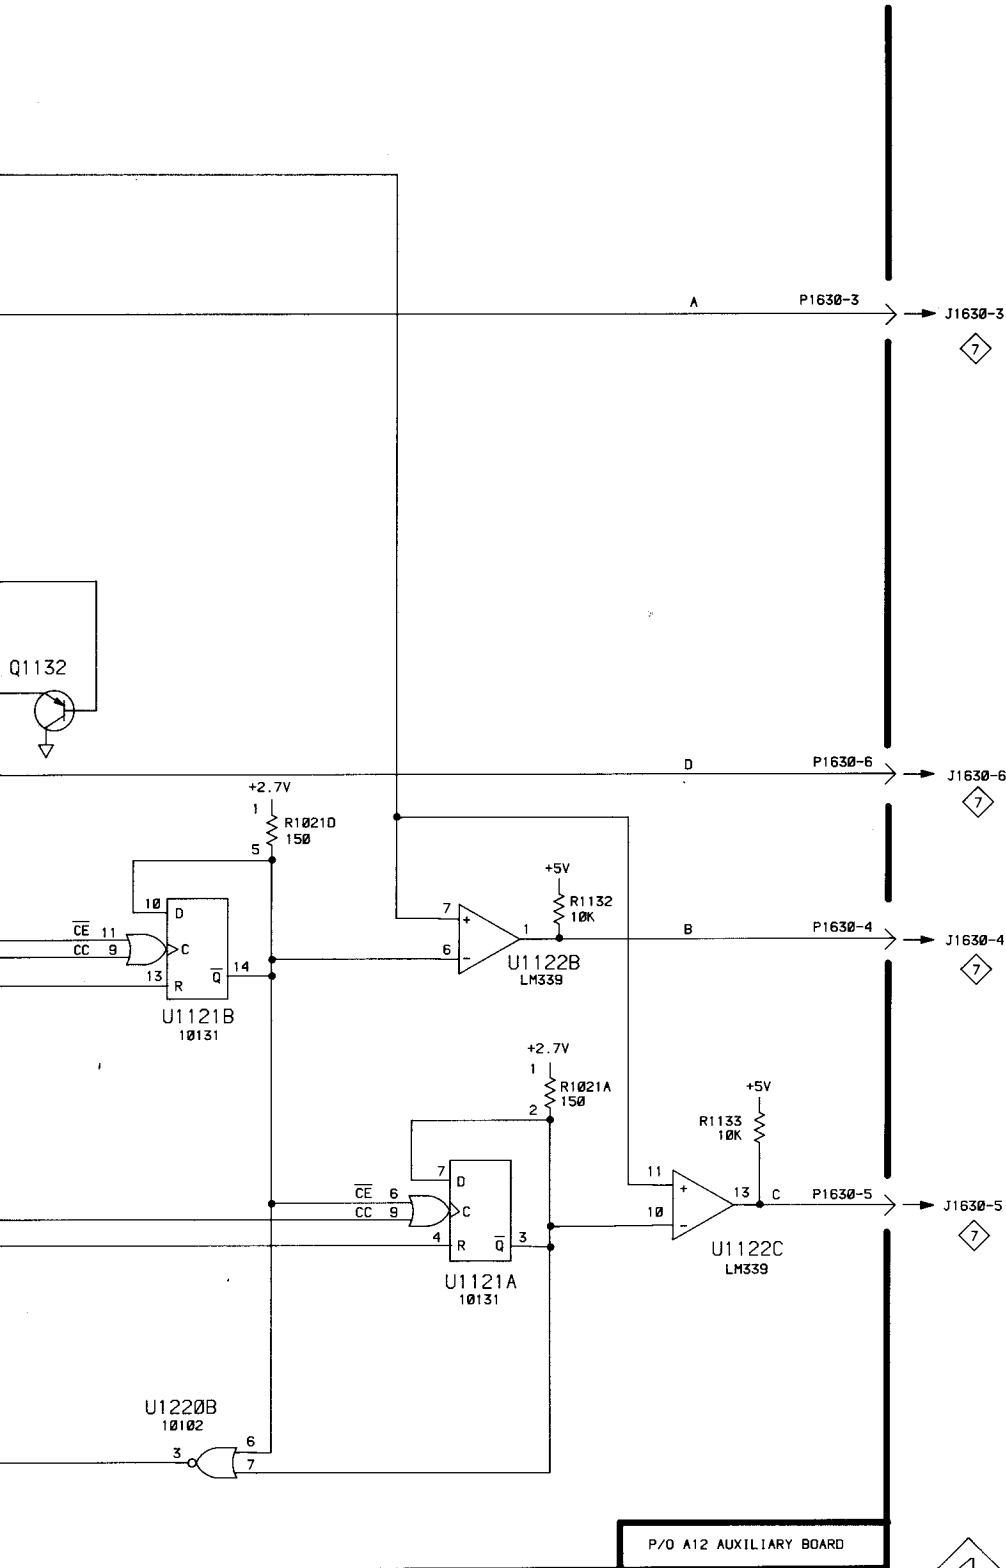 A P1630-3 J1630-3
7
Q1132
D P1630-6 J1630-6
7
+2.7V
1
R1021D
150
5
+5V
R1132
10K
10 D
C̅E̅ 11
CC 9 C
13 R Q̅ 14
U1121B
10131
7 +
6 -
1
U1122B
LM339
B P1630-4 J1630-4
7
+2.7V
1
R1021A
150
2
+5V
R1133
10K
7 D
C̅E̅ 6
CC 9 C
4 R Q̅ 3
U1121A
10131
11 +
10 -
13 C P1630-5 J1630-5
7
U1122C
LM339
U1220B
10102
3 6
7
P/O A12 AUXILIARY BOARD